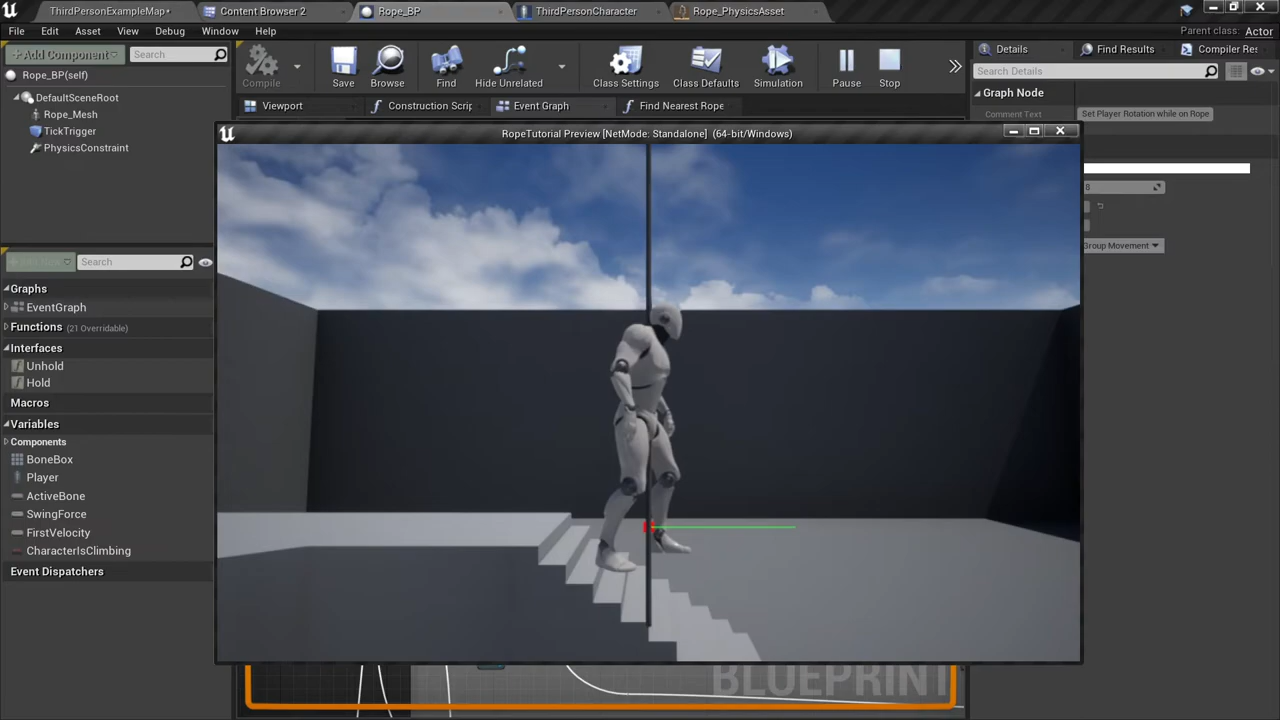 ThirdPersonExampleMap•
Content Browser 2
Rope_BP
ThirdPersonCharacter
Rope_PhysicsAsset
File
Edit
Asset
View
Debug
Window
Help
Parent class: Actor
+Add Component
Search
Compile
Save
Browse
Find
Hide Unrelated
Class Settings
Class Defaults
Simulation
Pause
Stop
Details
Find Results
Compiler Res
Search Details
Rope_BP(self)
DefaultSceneRoot
Rope_Mesh
TickTrigger
PhysicsConstraint
Viewport
Construction Scrip
Event Graph
Find Nearest Rope
Graph Node
Comment Text
Set Player Rotation while on Rope
8
Group Movement
RopeTutorial Preview [NetMode: Standalone] (64-bit/Windows)
Search
Graphs
EventGraph
Functions (21 Overridable)
Interfaces
Unhold
Hold
Macros
Variables
Components
BoneBox
Player
ActiveBone
SwingForce
FirstVelocity
CharacterIsClimbing
Event Dispatchers
BLUEPRINT